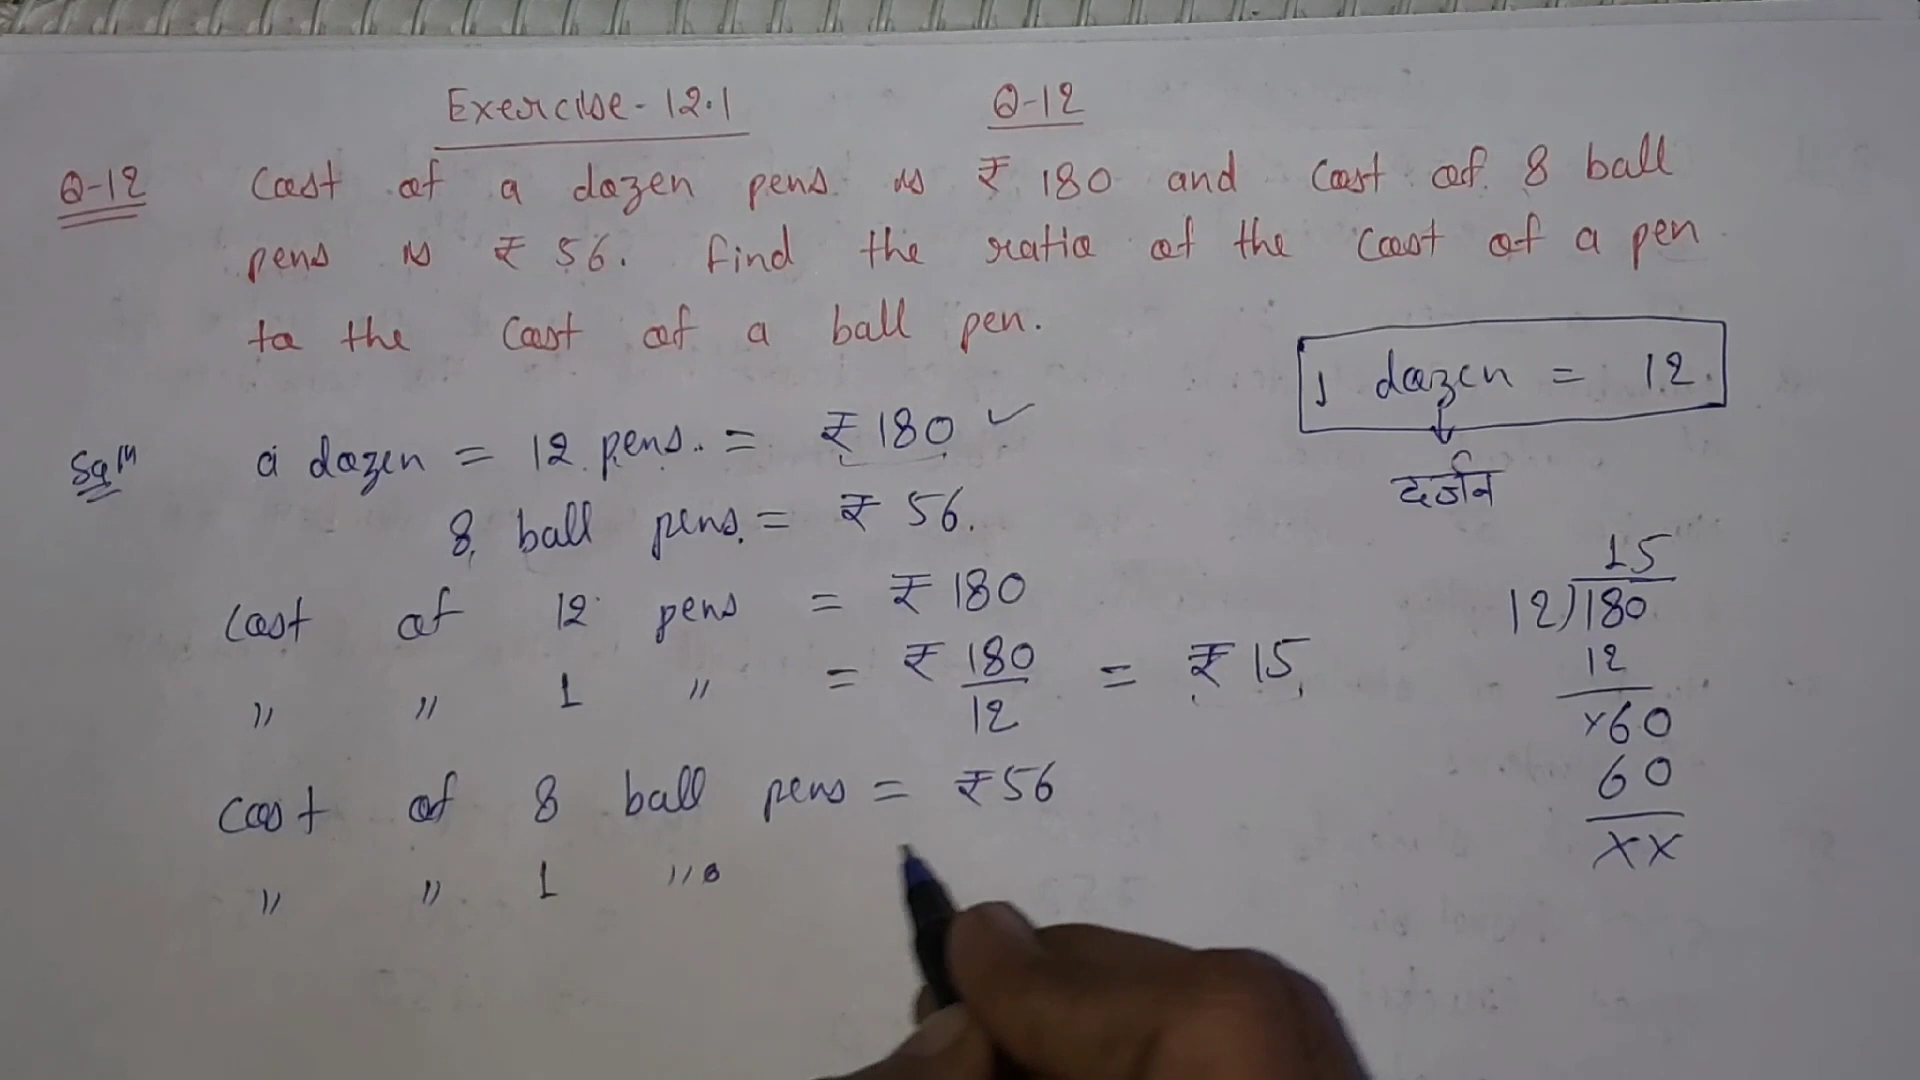 Exercise-12.1 Q-12
Q-12 Cost of a dozen pens is ₹ 180 and cost of 8 ball
pens is ₹ 56. Find the ratio of the cost of a pen
to the cost of a ball pen.
1 dozen = 12.
दर्जन
Solⁿ a dozen = 12 pens. = ₹ 180 ✓
8 ball pens. = ₹ 56.
Cost of 12 pens = ₹ 180
" " 1 " = ₹ 180/12 = ₹ 15
Cost of 8 ball pens = ₹56
" " 1 "
15
12)180
12
×60
60
××